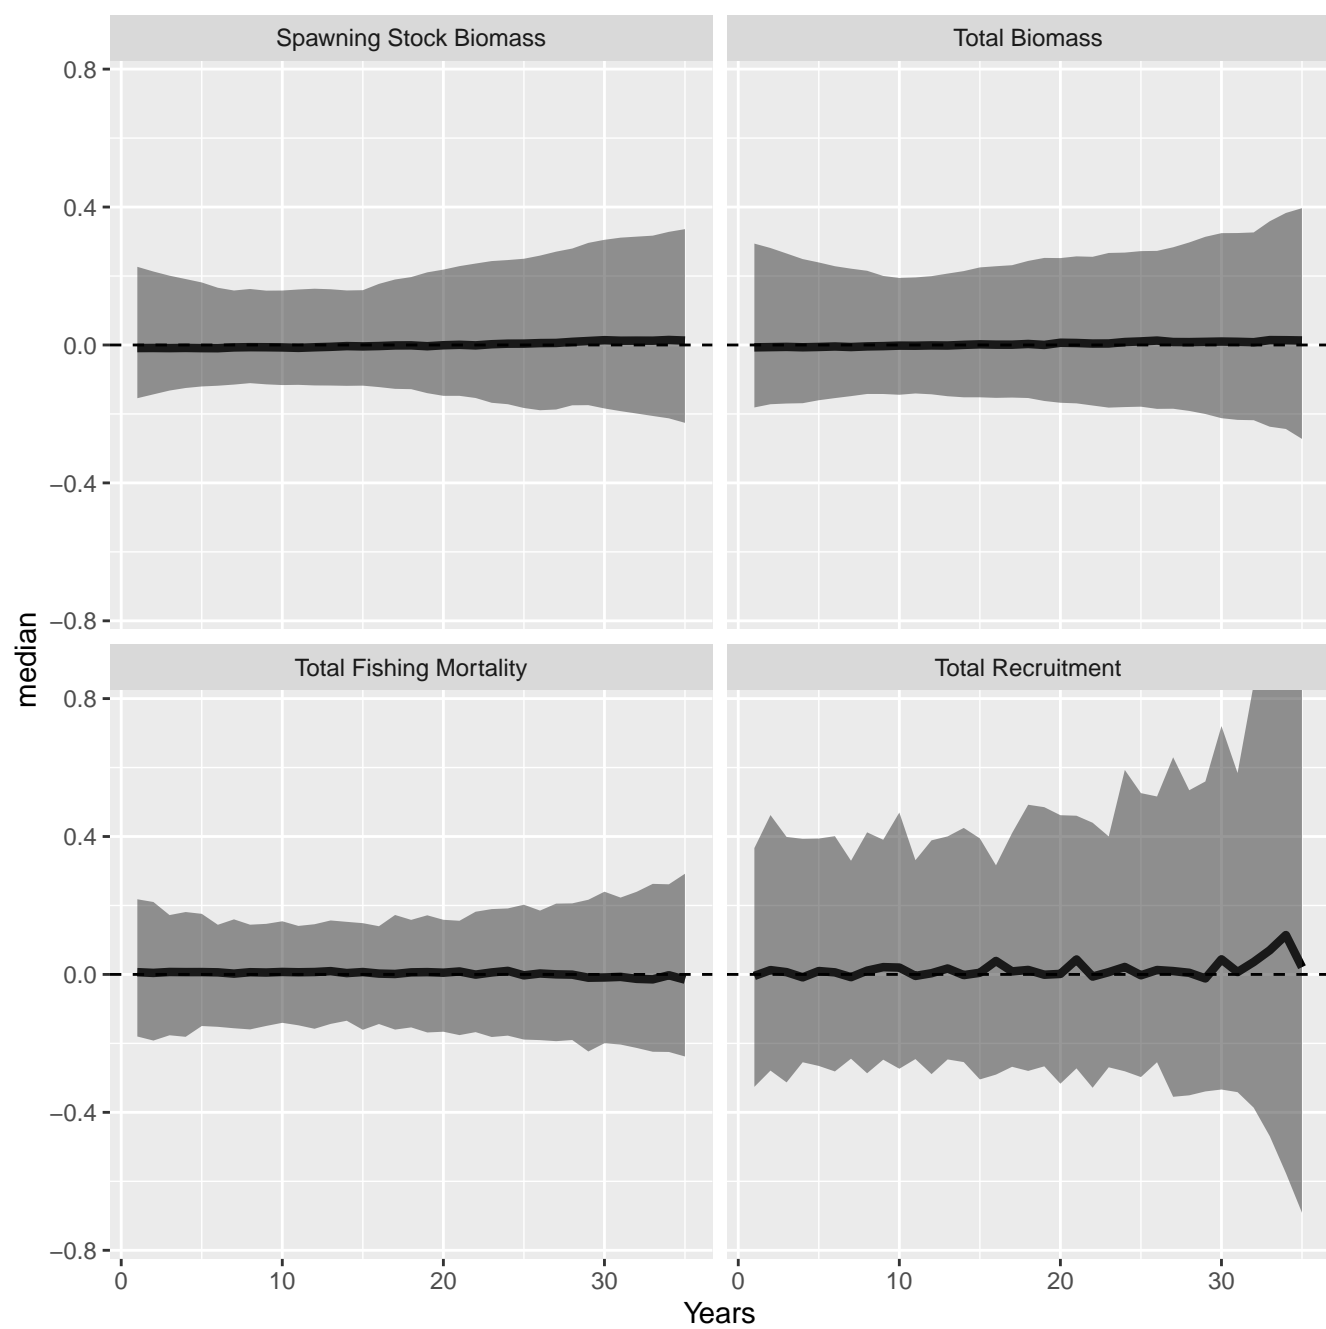 Spawning Stock Biomass
Total Biomass
0.8
0.4
0.0
−0.4
−0.8
median
Total Fishing Mortality
Total Recruitment
0.8
0.4
0.0
−0.4
−0.8
0 10 20 30 0 10 20 30
Years